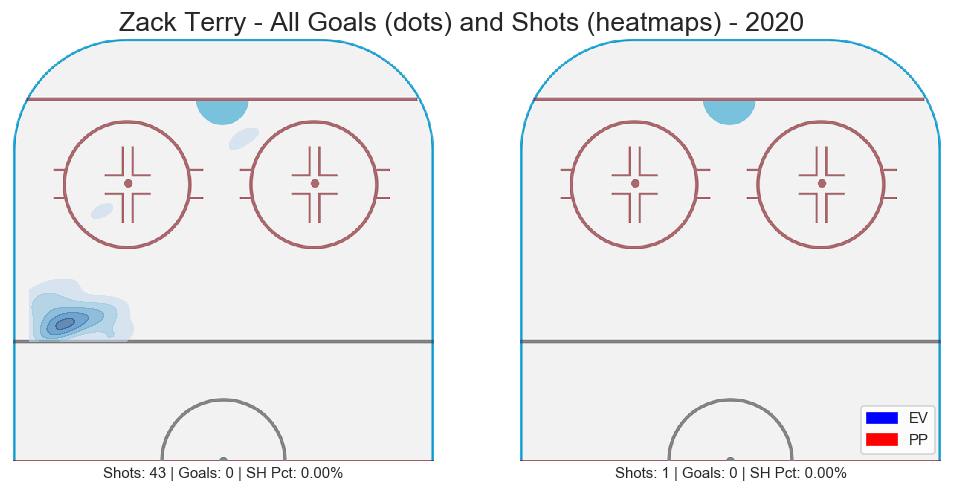 Zack Terry - All Goals (dots) and Shots (heatmaps) - 2020
EV
PP
Shots: 43 | Goals: 0 | SH Pct: 0.00%
Shots: 1 | Goals: 0 | SH Pct: 0.00%